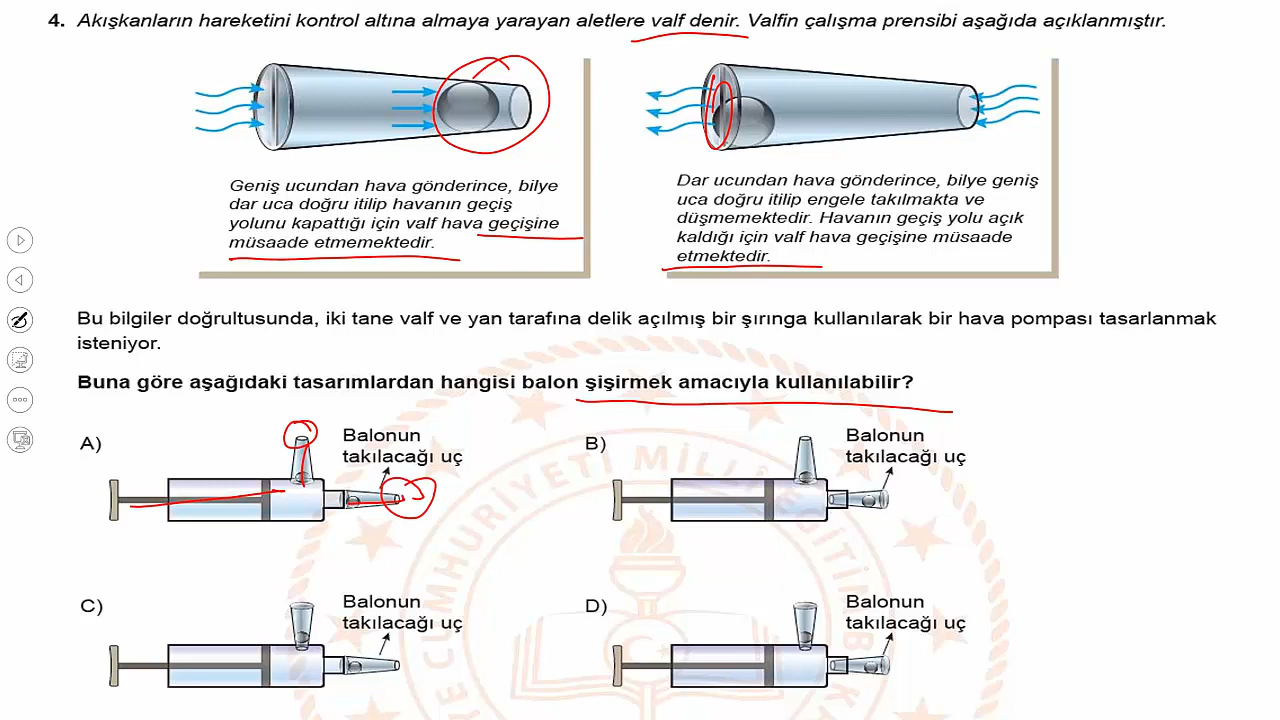 4. Akışkanların hareketini kontrol altına almaya yarayan aletlere valf denir. Valfin çalışma prensibi aşağıda açıklanmıştır.
Geniş ucundan hava gönderince, bilye
dar uca doğru itilip havanın geçiş
yolunu kapattığı için valf hava geçişine
müsaade etmemektedir.
Dar ucundan hava gönderince, bilye geniş
uca doğru itilip engele takılmakta ve
düşmemektedir. Havanın geçiş yolu açık
kaldığı için valf hava geçişine müsaade
etmektedir.
Bu bilgiler doğrultusunda, iki tane valf ve yan tarafına delik açılmış bir şırınga kullanılarak bir hava pompası tasarlanmak
isteniyor.
Buna göre aşağıdaki tasarımlardan hangisi balon şişirmek amacıyla kullanılabilir?
A)
Balonun
takılacağı uç
B)
Balonun
takılacağı uç
C)
Balonun
takılacağı uç
D)
Balonun
takılacağı uç